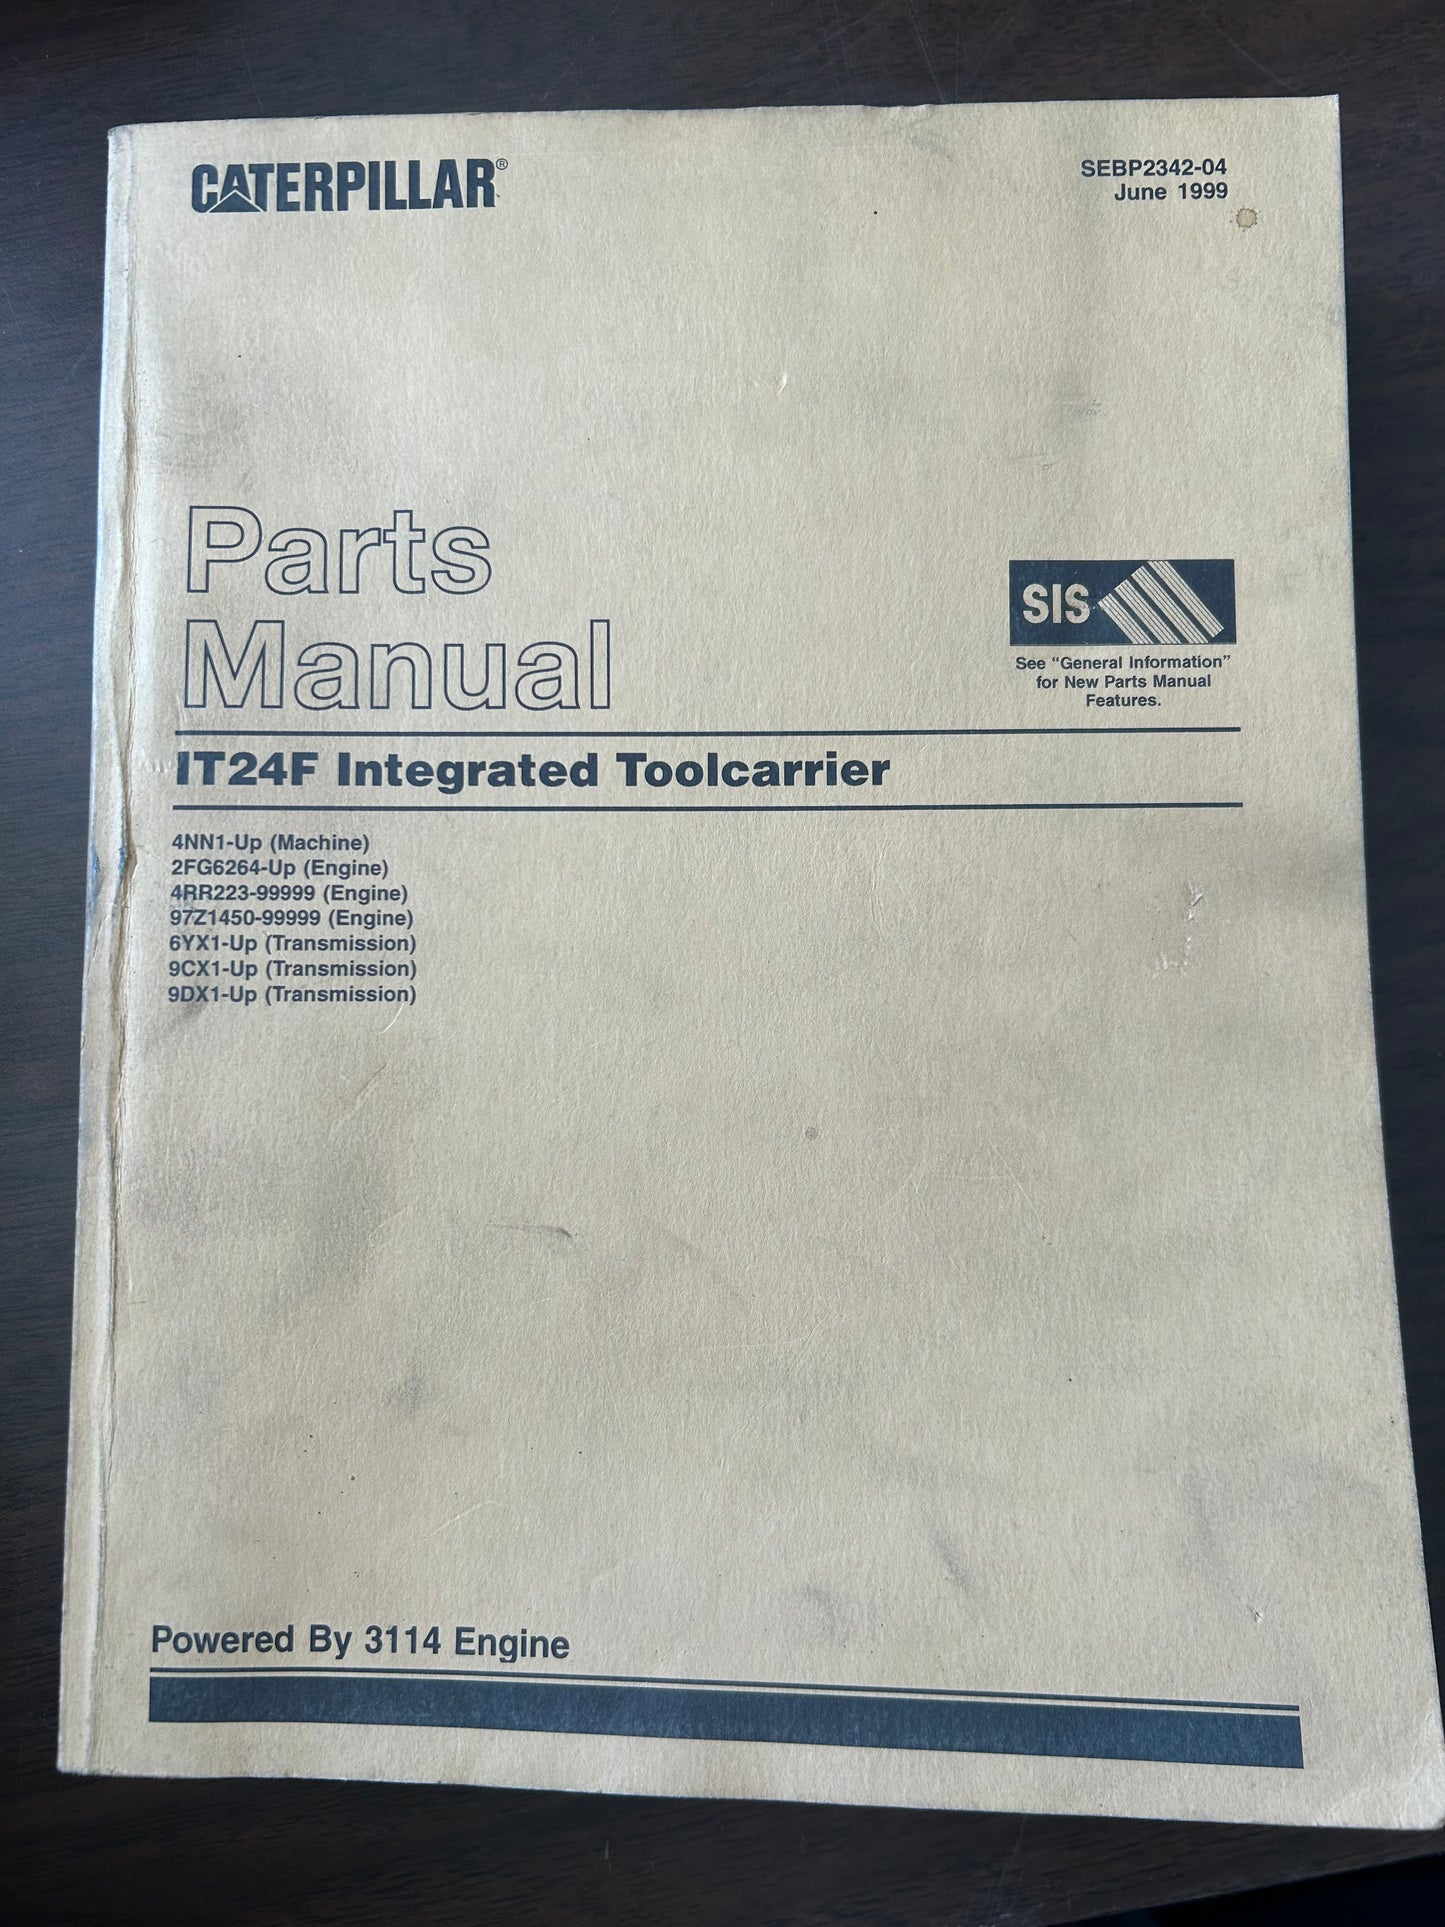 CATERPILLAR®
SEBP2342-04
June 1999
Parts
Manual
SIS
See “General Information”
for New Parts Manual
Features.
IT24F Integrated Toolcarrier
4NN1-Up (Machine)
2FG6264-Up (Engine)
4RR223-99999 (Engine)
97Z1450-99999 (Engine)
6YX1-Up (Transmission)
9CX1-Up (Transmission)
9DX1-Up (Transmission)
Powered By 3114 Engine